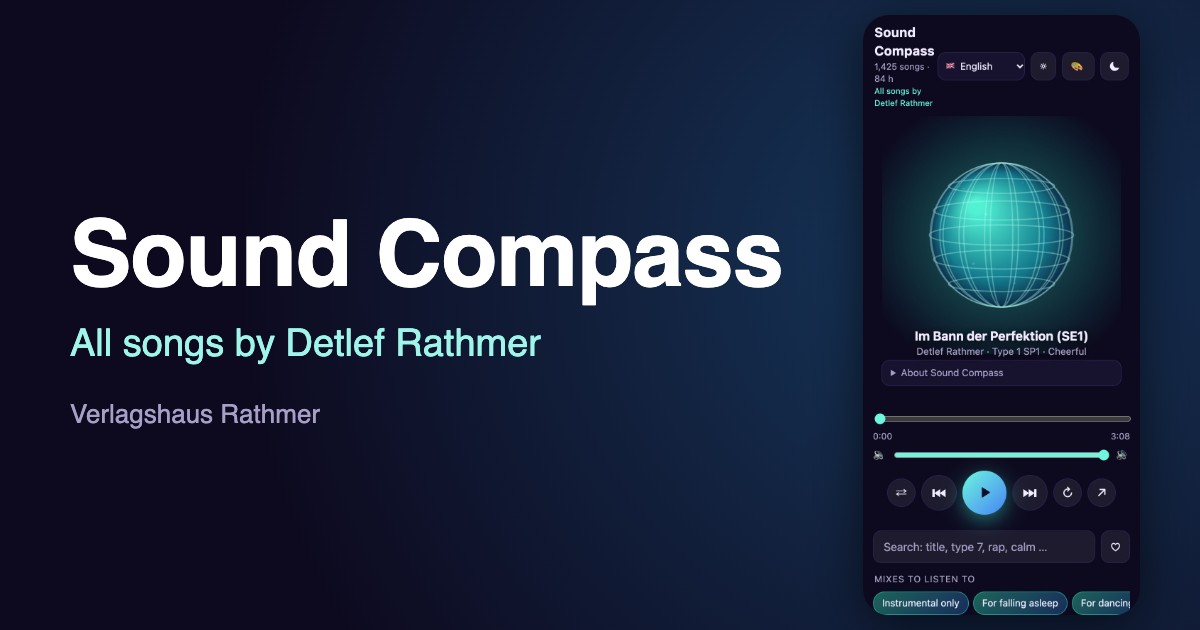 Sound Compass
All songs by Detlef Rathmer
Verlagshaus Rathmer
Sound
Compass
1,425 songs ·
84 h
All songs by
Detlef Rathmer
English
Im Bann der Perfektion (SE1)
Detlef Rathmer · Type 1 SP1 · Cheerful
▶ About Sound Compass
0:00
3:08
Search: title, type 7, rap, calm ...
MIXES TO LISTEN TO
Instrumental only
For falling asleep
For dancing